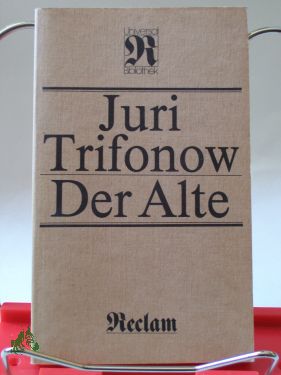 Universal
R
Bibliothek
Juri
Trifonow
Der Alte
Reclam